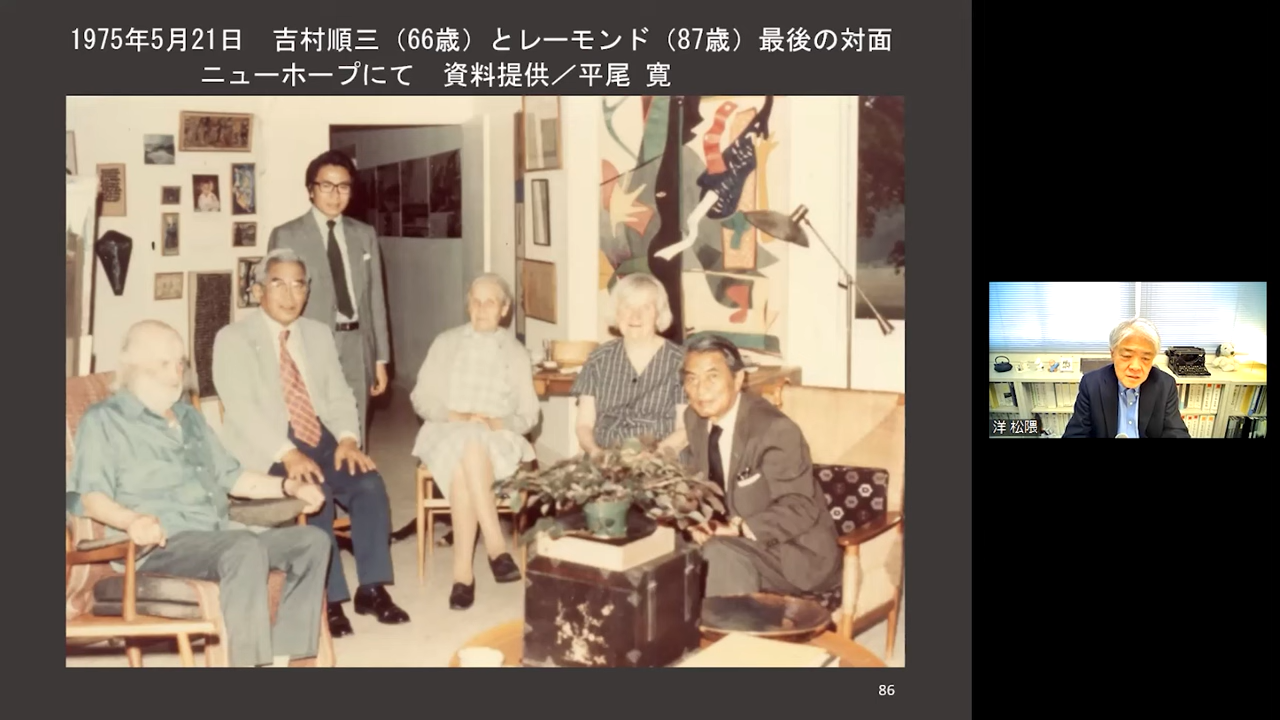 1975年5月21日　吉村順三（66歳）とレーモンド（87歳）最後の対面
ニューホープにて　資料提供／平尾 寛
洋 松隈
86